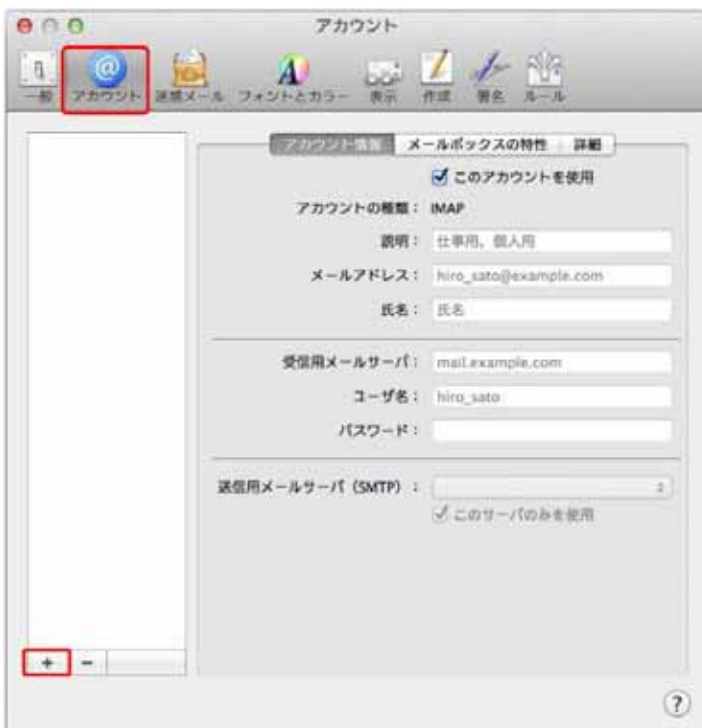 アカウント
一般 アカウント 迷惑メール フォントとカラー 表示 作成 署名 ルール
アカウント情報 メールボックスの特性 詳細
このアカウントを使用
アカウントの種類： IMAP
説明： 仕事用、個人用
メールアドレス： hiro_sato@example.com
氏名： 氏名
受信用メールサーバ： mail.example.com
ユーザ名： hiro_sato
パスワード：
送信用メールサーバ（SMTP）：
このサーバのみを使用
+ −
?